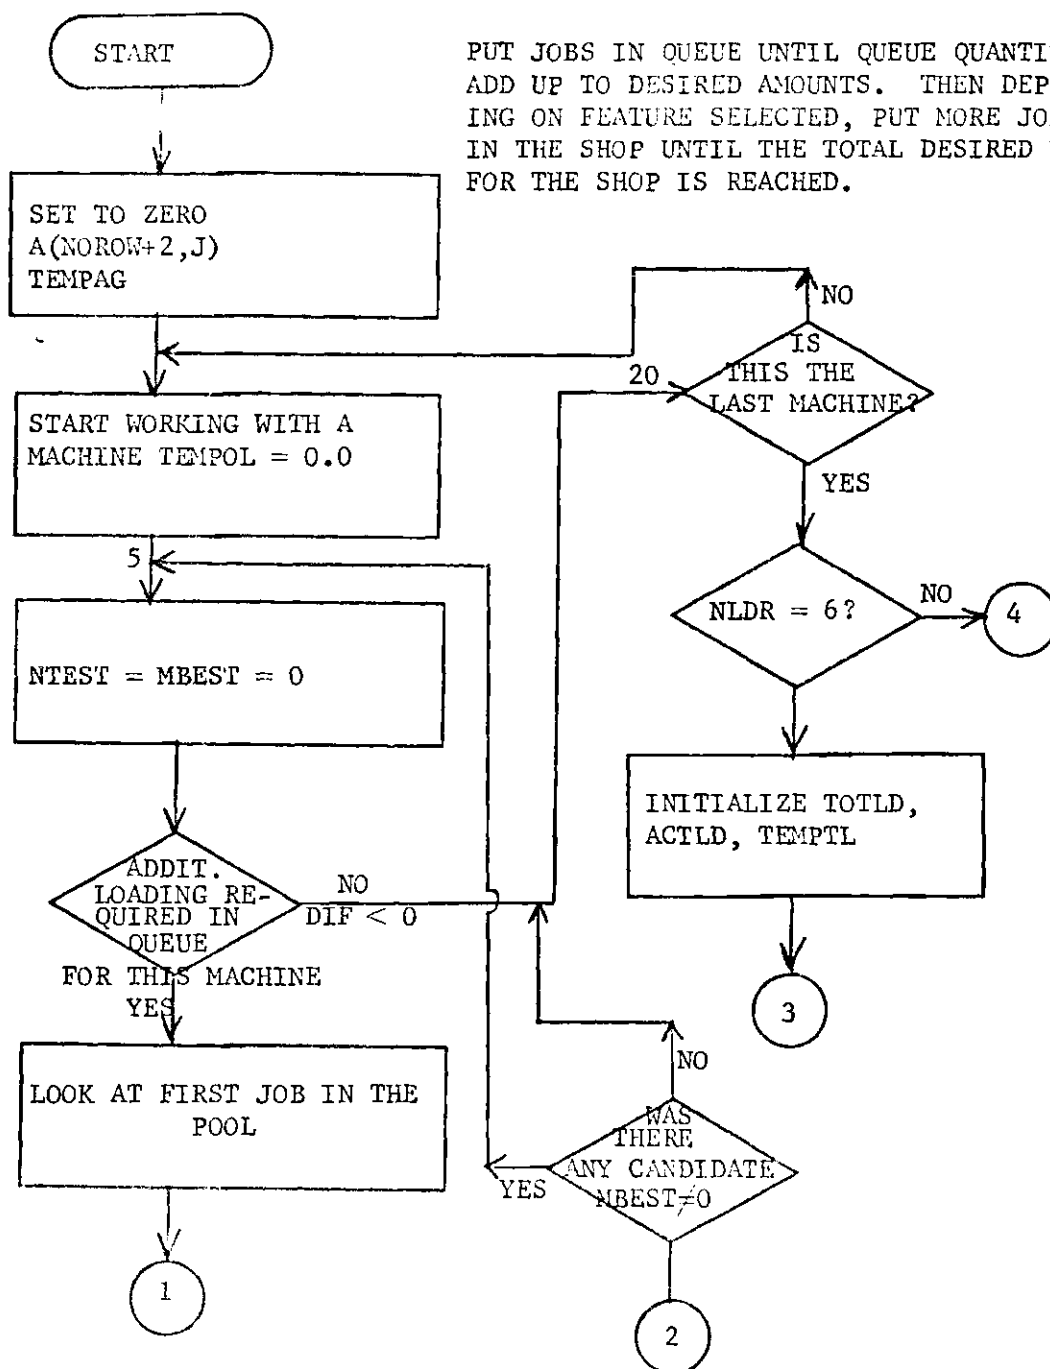 START
PUT JOBS IN QUEUE UNTIL QUEUE QUANTI
ADD UP TO DESIRED AMOUNTS. THEN DEP
ING ON FEATURE SELECTED, PUT MORE JO
IN THE SHOP UNTIL THE TOTAL DESIRED
FOR THE SHOP IS REACHED.
SET TO ZERO
A(NOROW+2,J)
TEMPAG
NO
IS
THIS THE
LAST MACHINE?
20
YES
START WORKING WITH A
MACHINE TEMPOL = 0.0
5
NTEST = MBEST = 0
NLDR = 6?
NO
4
INITIALIZE TOTLD,
ACTLD, TEMPTL
3
ADDIT.
LOADING RE-
QUIRED IN
QUEUE
NO
DIF < 0
FOR THIS MACHINE
YES
LOOK AT FIRST JOB IN THE
POOL
1
NO
WAS
THERE
ANY CANDIDATE
MBEST≠0
YES
2